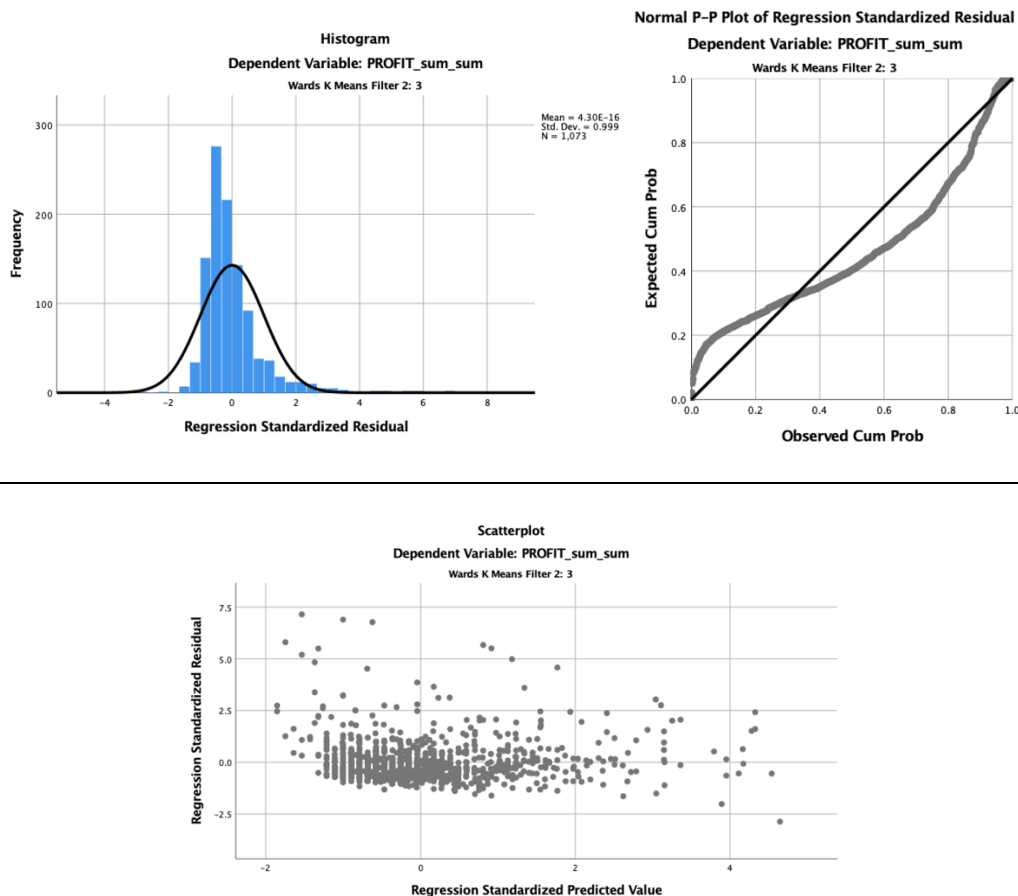 Histogram
Dependent Variable: PROFIT_sum_sum
Wards K Means Filter 2: 3
Mean = 4.30E-16
Std. Dev. = 0.999
N = 1,073
300
200
100
0
Frequency
-4 -2 0 2 4 6 8
Regression Standardized Residual
Normal P-P Plot of Regression Standardized Residual
Dependent Variable: PROFIT_sum_sum
Wards K Means Filter 2: 3
1.0
0.8
0.6
0.4
0.2
0.0
Expected Cum Prob
0.0 0.2 0.4 0.6 0.8 1.0
Observed Cum Prob
Scatterplot
Dependent Variable: PROFIT_sum_sum
Wards K Means Filter 2: 3
7.5
5.0
2.5
0.0
-2.5
Regression Standardized Residual
-2 0 2 4
Regression Standardized Predicted Value